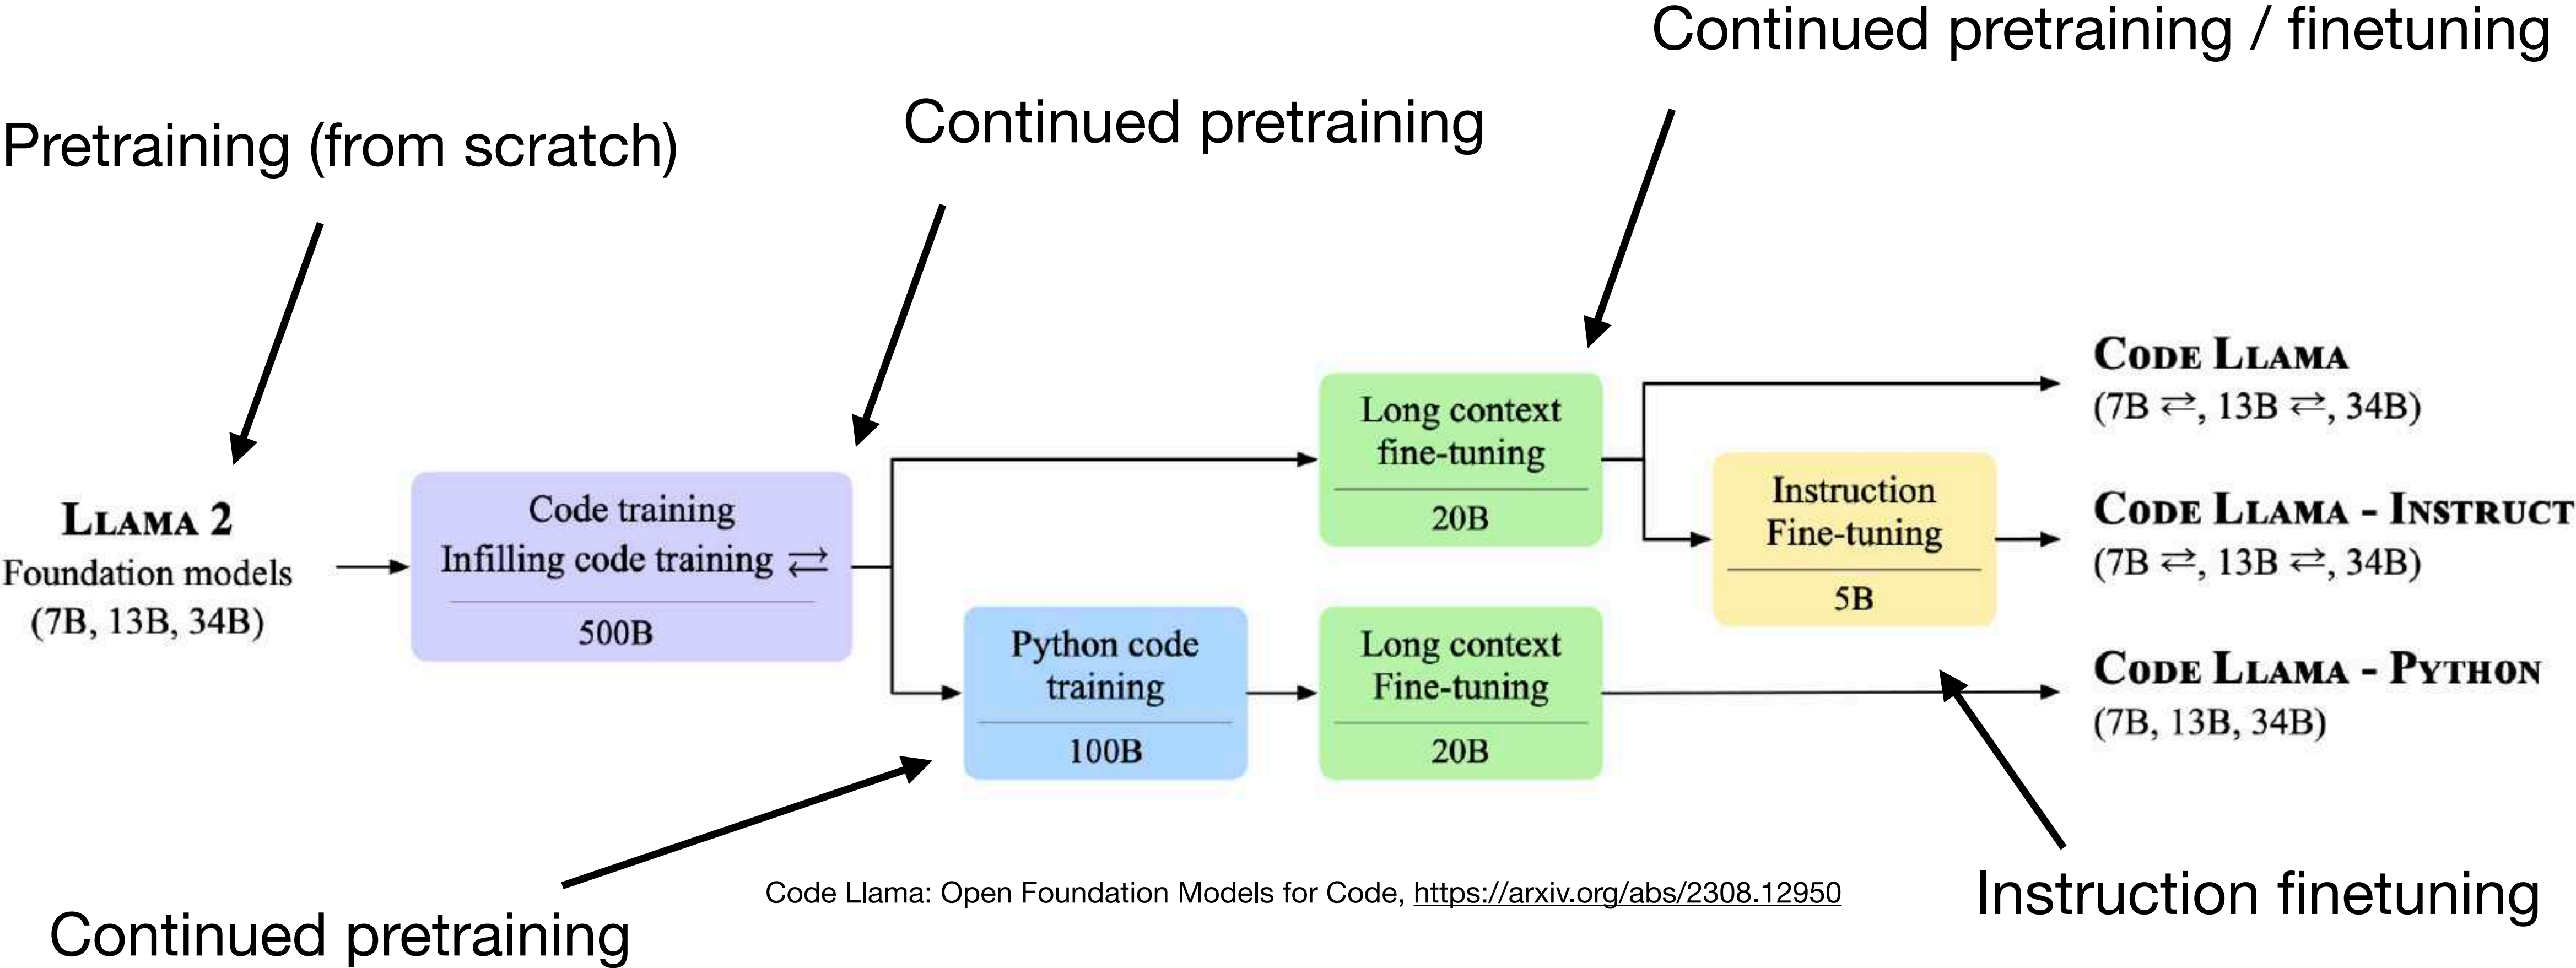 Continued pretraining / finetuning
Continued pretraining
Pretraining (from scratch)
LLAMA 2
Foundation models
(7B, 13B, 34B)
Code training
Infilling code training ⇄
500B
Long context
fine-tuning
20B
Python code
training
100B
Long context
Fine-tuning
20B
Instruction
Fine-tuning
5B
CODE LLAMA
(7B ⇄, 13B ⇄, 34B)
CODE LLAMA - INSTRUCT
(7B ⇄, 13B ⇄, 34B)
CODE LLAMA - PYTHON
(7B, 13B, 34B)
Code Llama: Open Foundation Models for Code, https://arxiv.org/abs/2308.12950
Instruction finetuning
Continued pretraining